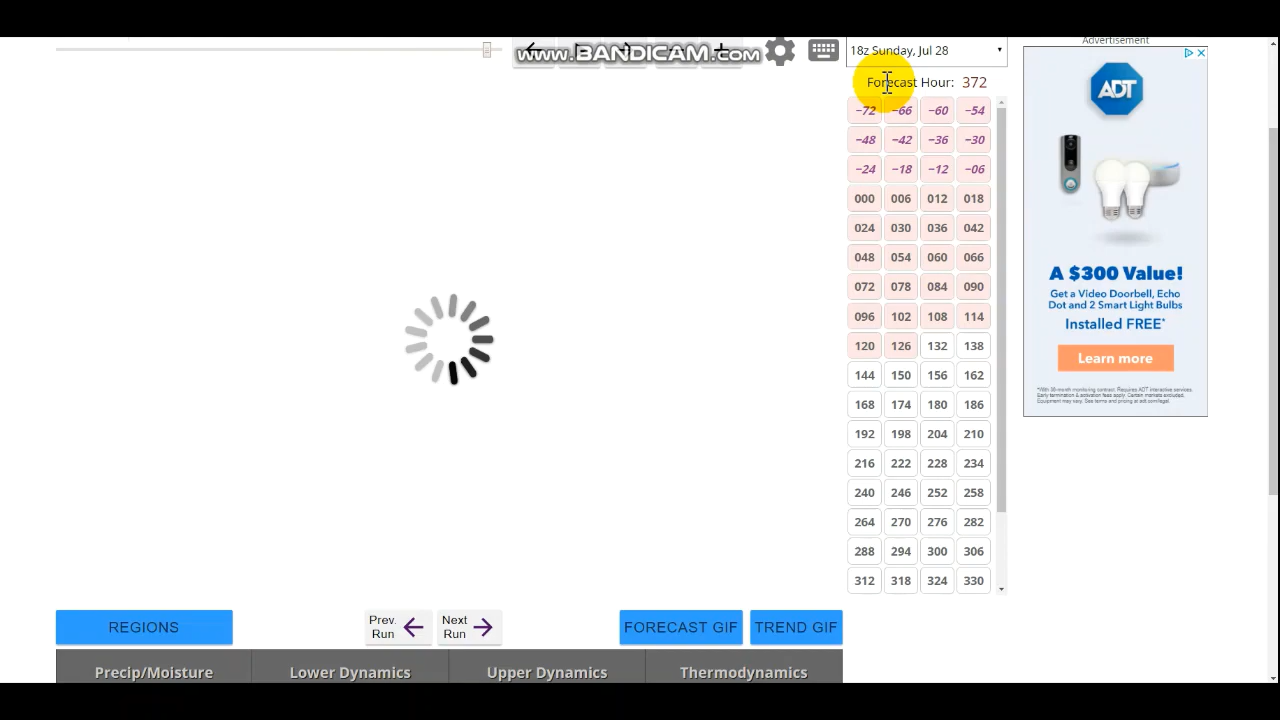 www.BANDICAM.com
18z Sunday, Jul 28
Forecast Hour: 372
−72 −66 −60 −54
−48 −42 −36 −30
−24 −18 −12 −06
000 006 012 018
024 030 036 042
048 054 060 066
072 078 084 090
096 102 108 114
120 126 132 138
144 150 156 162
168 174 180 186
192 198 204 210
216 222 228 234
240 246 252 258
264 270 276 282
288 294 300 306
312 318 324 330
Advertisement
ADT
A $300 Value!
Get a Video Doorbell, Echo
Dot and 2 Smart Light Bulbs
Installed FREE*
Learn more
REGIONS
Prev. Run
Next Run
FORECAST GIF
TREND GIF
Precip/Moisture
Lower Dynamics
Upper Dynamics
Thermodynamics